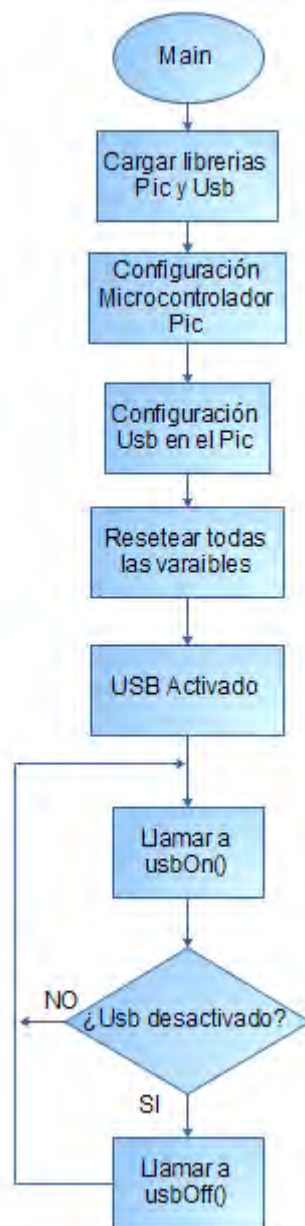 Main
Cargar librerias
Pic y Usb
Configuración
Microcontrolador
Pic
Configuración
Usb en el Pic
Resetear todas
las varaibles
USB Activado
Llamar a
usbOn()
NO
¿Usb desactivado?
SI
Llamar a
usbOff()